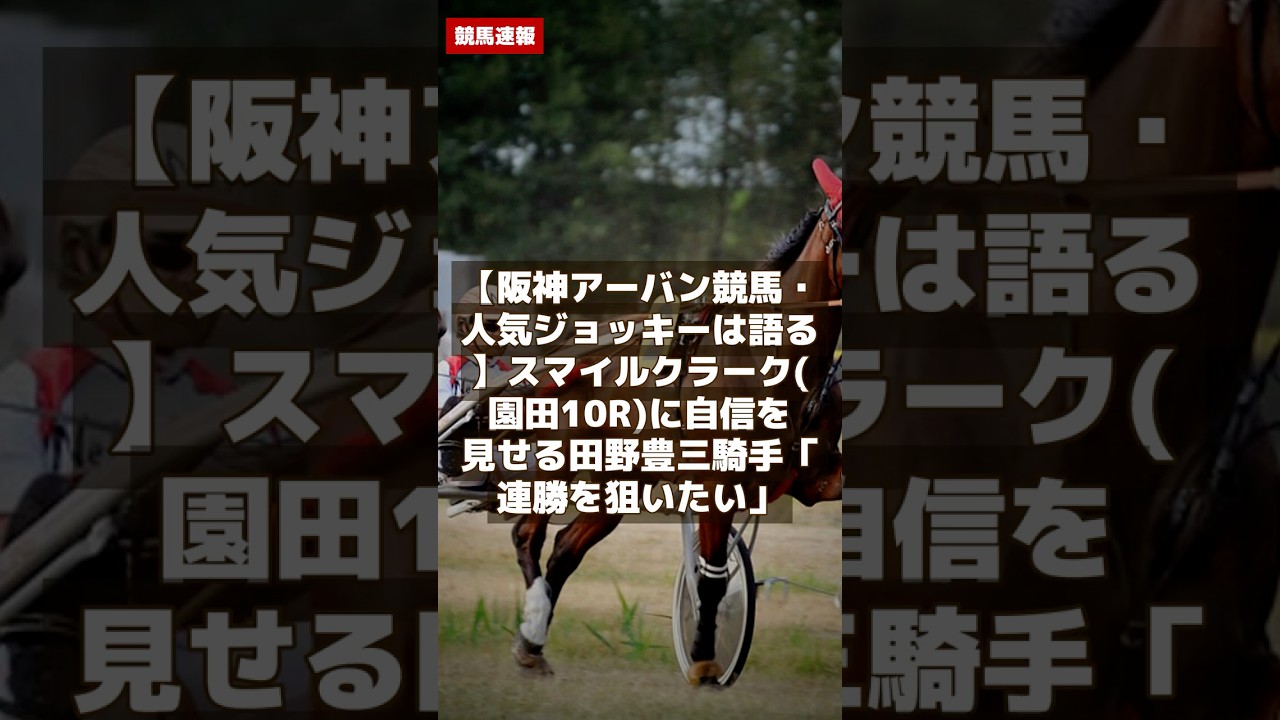 競馬速報
【阪神アーバン競馬・
人気ジョッキーは語る
】スマイルクラーク(
園田10R)に自信を
見せる田野豊三騎手「
連勝を狙いたい」